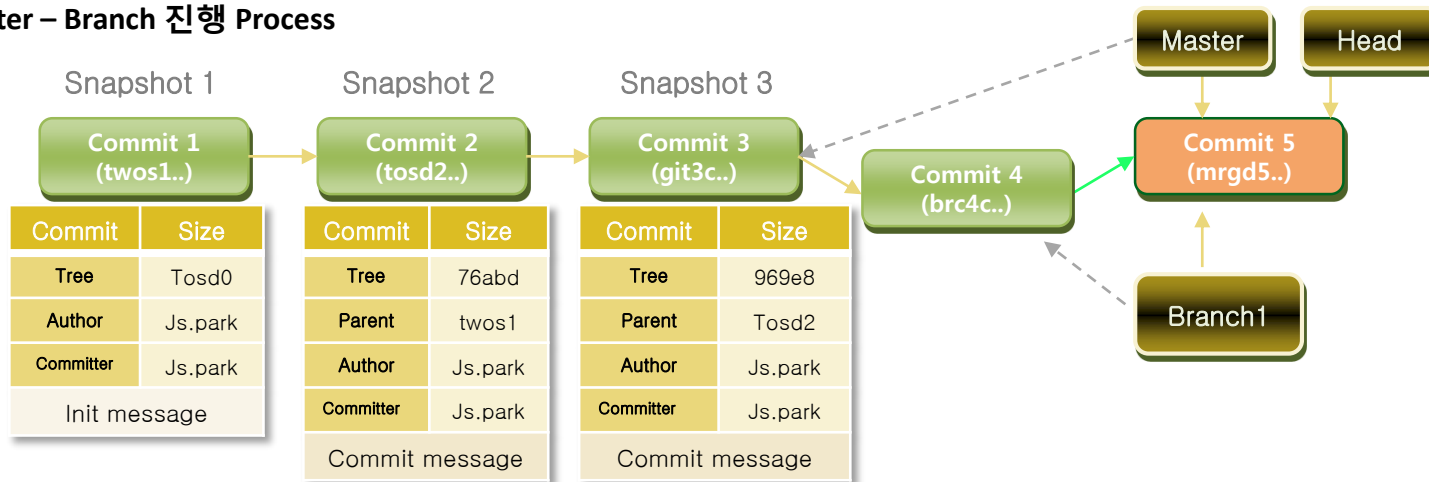 ter – Branch 진행 Process
Master
Head
Snapshot 1
Snapshot 2
Snapshot 3
Commit 1
(twos1..)
Commit 2
(tosd2..)
Commit 3
(git3c..)
Commit 4
(brc4c..)
Commit 5
(mrgd5..)
Branch1
Commit Size
Tree Tosd0
Author Js.park
Committer Js.park
Init message
Commit Size
Tree 76abd
Parent twos1
Author Js.park
Committer Js.park
Commit message
Commit Size
Tree 969e8
Parent Tosd2
Author Js.park
Committer Js.park
Commit message